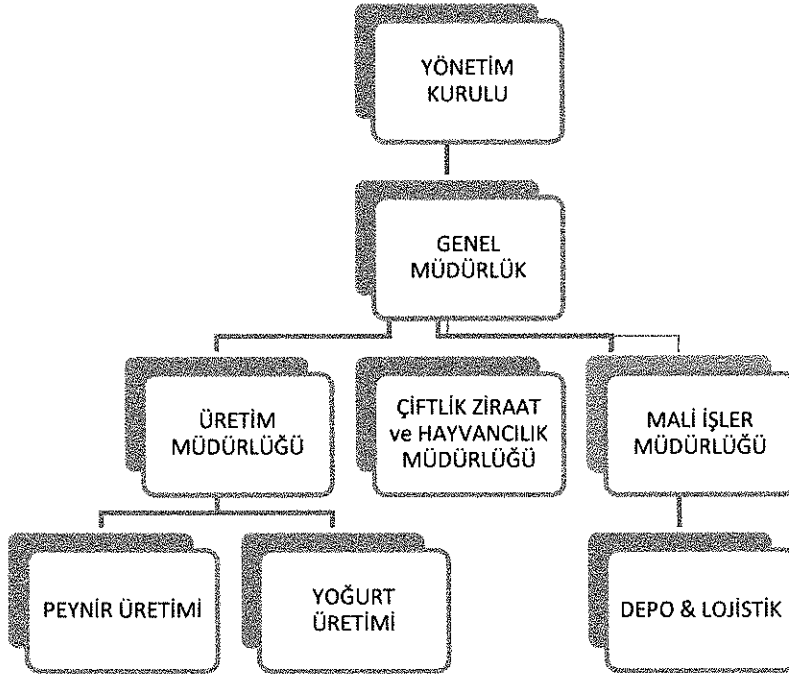 YÖNETİM
KURULU
GENEL
MÜDÜRLÜK
ÜRETİM
MÜDÜRLÜĞÜ
ÇİFTLİK ZİRAAT
ve HAYVANCILIK
MÜDÜRLÜĞÜ
MALİ İŞLER
MÜDÜRLÜĞÜ
PEYNİR ÜRETİMİ
YOĞURT
ÜRETİMİ
DEPO & LOJİSTİK